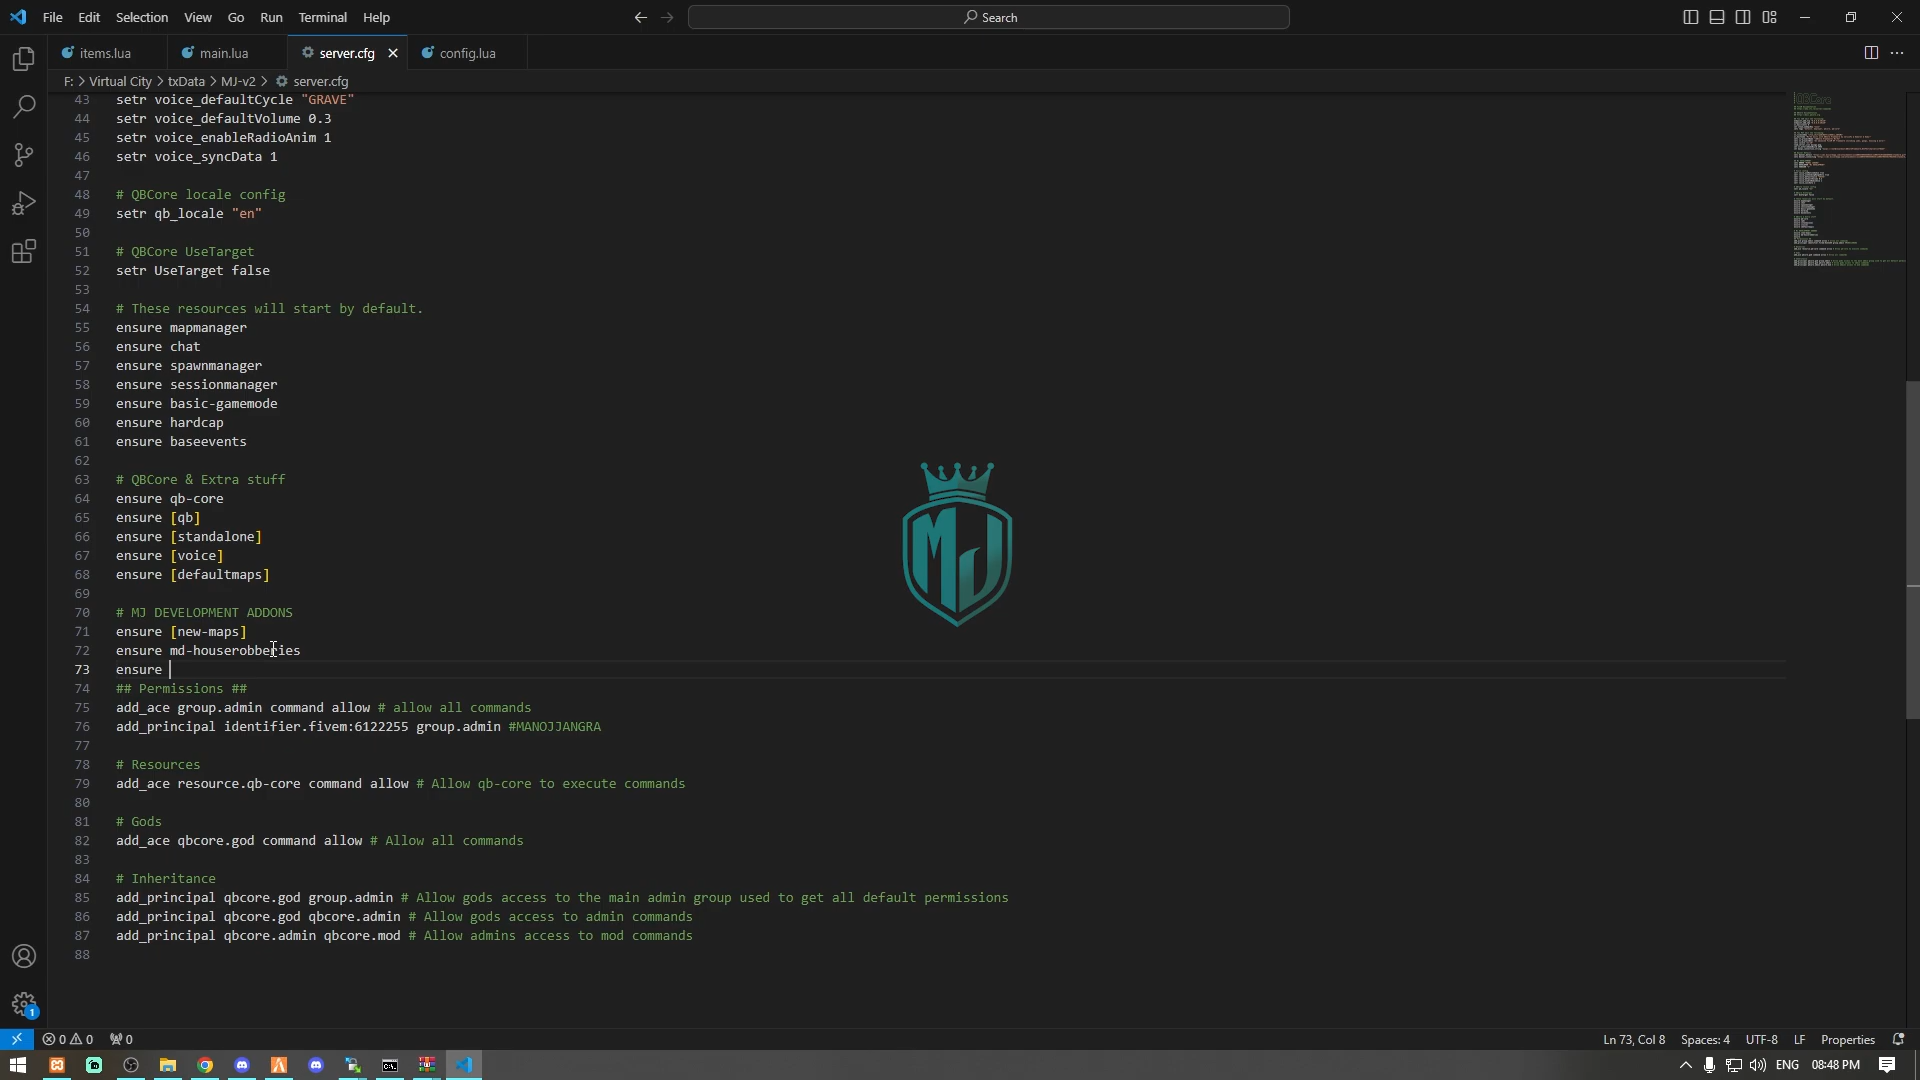 File Edit Selection View Go Run Terminal Help
Search
items.lua main.lua server.cfg config.lua
F: > Virtual City > txData > MJ-v2 > server.cfg
43 setr voice_defaultCycle "GRAVE"
44 setr voice_defaultVolume 0.3
45 setr voice_enableRadioAnim 1
46 setr voice_syncData 1
47
48 # QBCore locale config
49 setr qb_locale "en"
50
51 # QBCore UseTarget
52 setr UseTarget false
53
54 # These resources will start by default.
55 ensure mapmanager
56 ensure chat
57 ensure spawnmanager
58 ensure sessionmanager
59 ensure basic-gamemode
60 ensure hardcap
61 ensure baseevents
62
63 # QBCore & Extra stuff
64 ensure qb-core
65 ensure [qb]
66 ensure [standalone]
67 ensure [voice]
68 ensure [defaultmaps]
69
70 # MJ DEVELOPMENT ADDONS
71 ensure [new-maps]
72 ensure md-houserobberies
73 ensure
74 ## Permissions ##
75 add_ace group.admin command allow # allow all commands
76 add_principal identifier.fivem:6122255 group.admin #MANOJJANGRA
77
78 # Resources
79 add_ace resource.qb-core command allow # Allow qb-core to execute commands
80
81 # Gods
82 add_ace qbcore.god command allow # Allow all commands
83
84 # Inheritance
85 add_principal qbcore.god group.admin # Allow gods access to the main admin group used to get all default permissions
86 add_principal qbcore.god qbcore.admin # Allow gods access to admin commands
87 add_principal qbcore.admin qbcore.mod # Allow admins access to mod commands
88
MJ
1
0 0 0
Ln 73, Col 8 Spaces: 4 UTF-8 LF Properties
ENG 08:48 PM